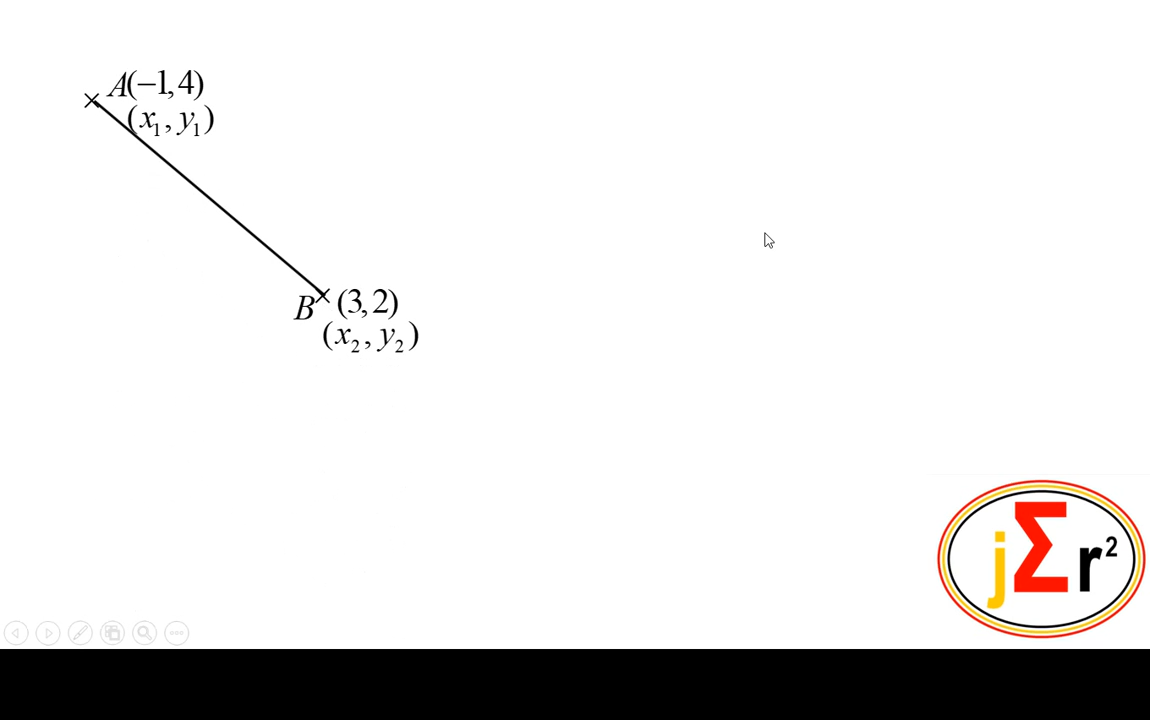 A(−1,4)
(x₁, y₁)
B (3,2)
(x₂, y₂)
jΣr²